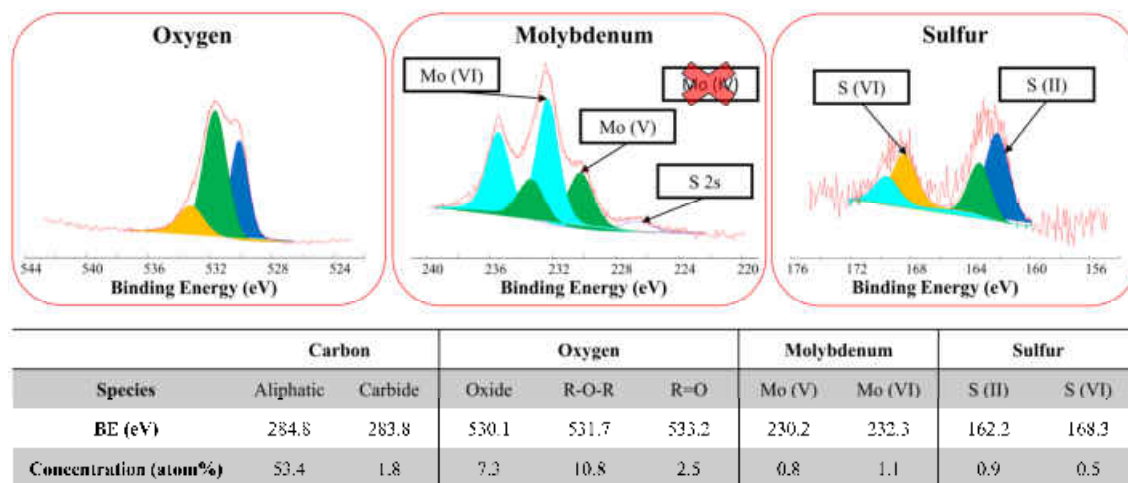 Oxygen
544 540 536 532 528 524
Binding Energy (eV)
Molybdenum
Mo (VI)
Mo (IV)
Mo (V)
S 2s
240 236 230 226 224 220
Binding Energy (eV)
Sulfur
S (VI)
S (II)
176 172 168 164 160 156
Binding Energy (eV)
Carbon Oxygen Molybdenum Sulfur
Species Aliphatic Carbide Oxide R-O-R R=O Mo (V) Mo (VI) S (II) S (VI)
BE (eV) 284.8 283.8 530.1 531.7 533.2 230.2 232.3 162.2 168.3
Concentration (atom%) 53.4 1.8 7.3 10.8 2.5 0.8 1.1 0.9 0.5